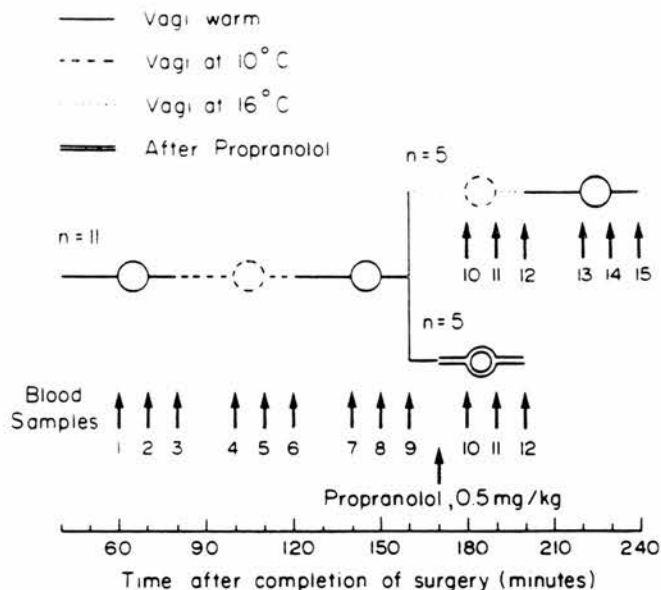 Vagi warm
Vagi at 10°C
Vagi at 16°C
After Propranolol
n=5
n=11
10 11 12 13 14 15
n=5
Blood
Samples
1 2 3 4 5 6 7 8 9 10 11 12
Propranolol, 0.5 mg/kg
60 90 120 150 180 210 240
Time after completion of surgery (minutes)